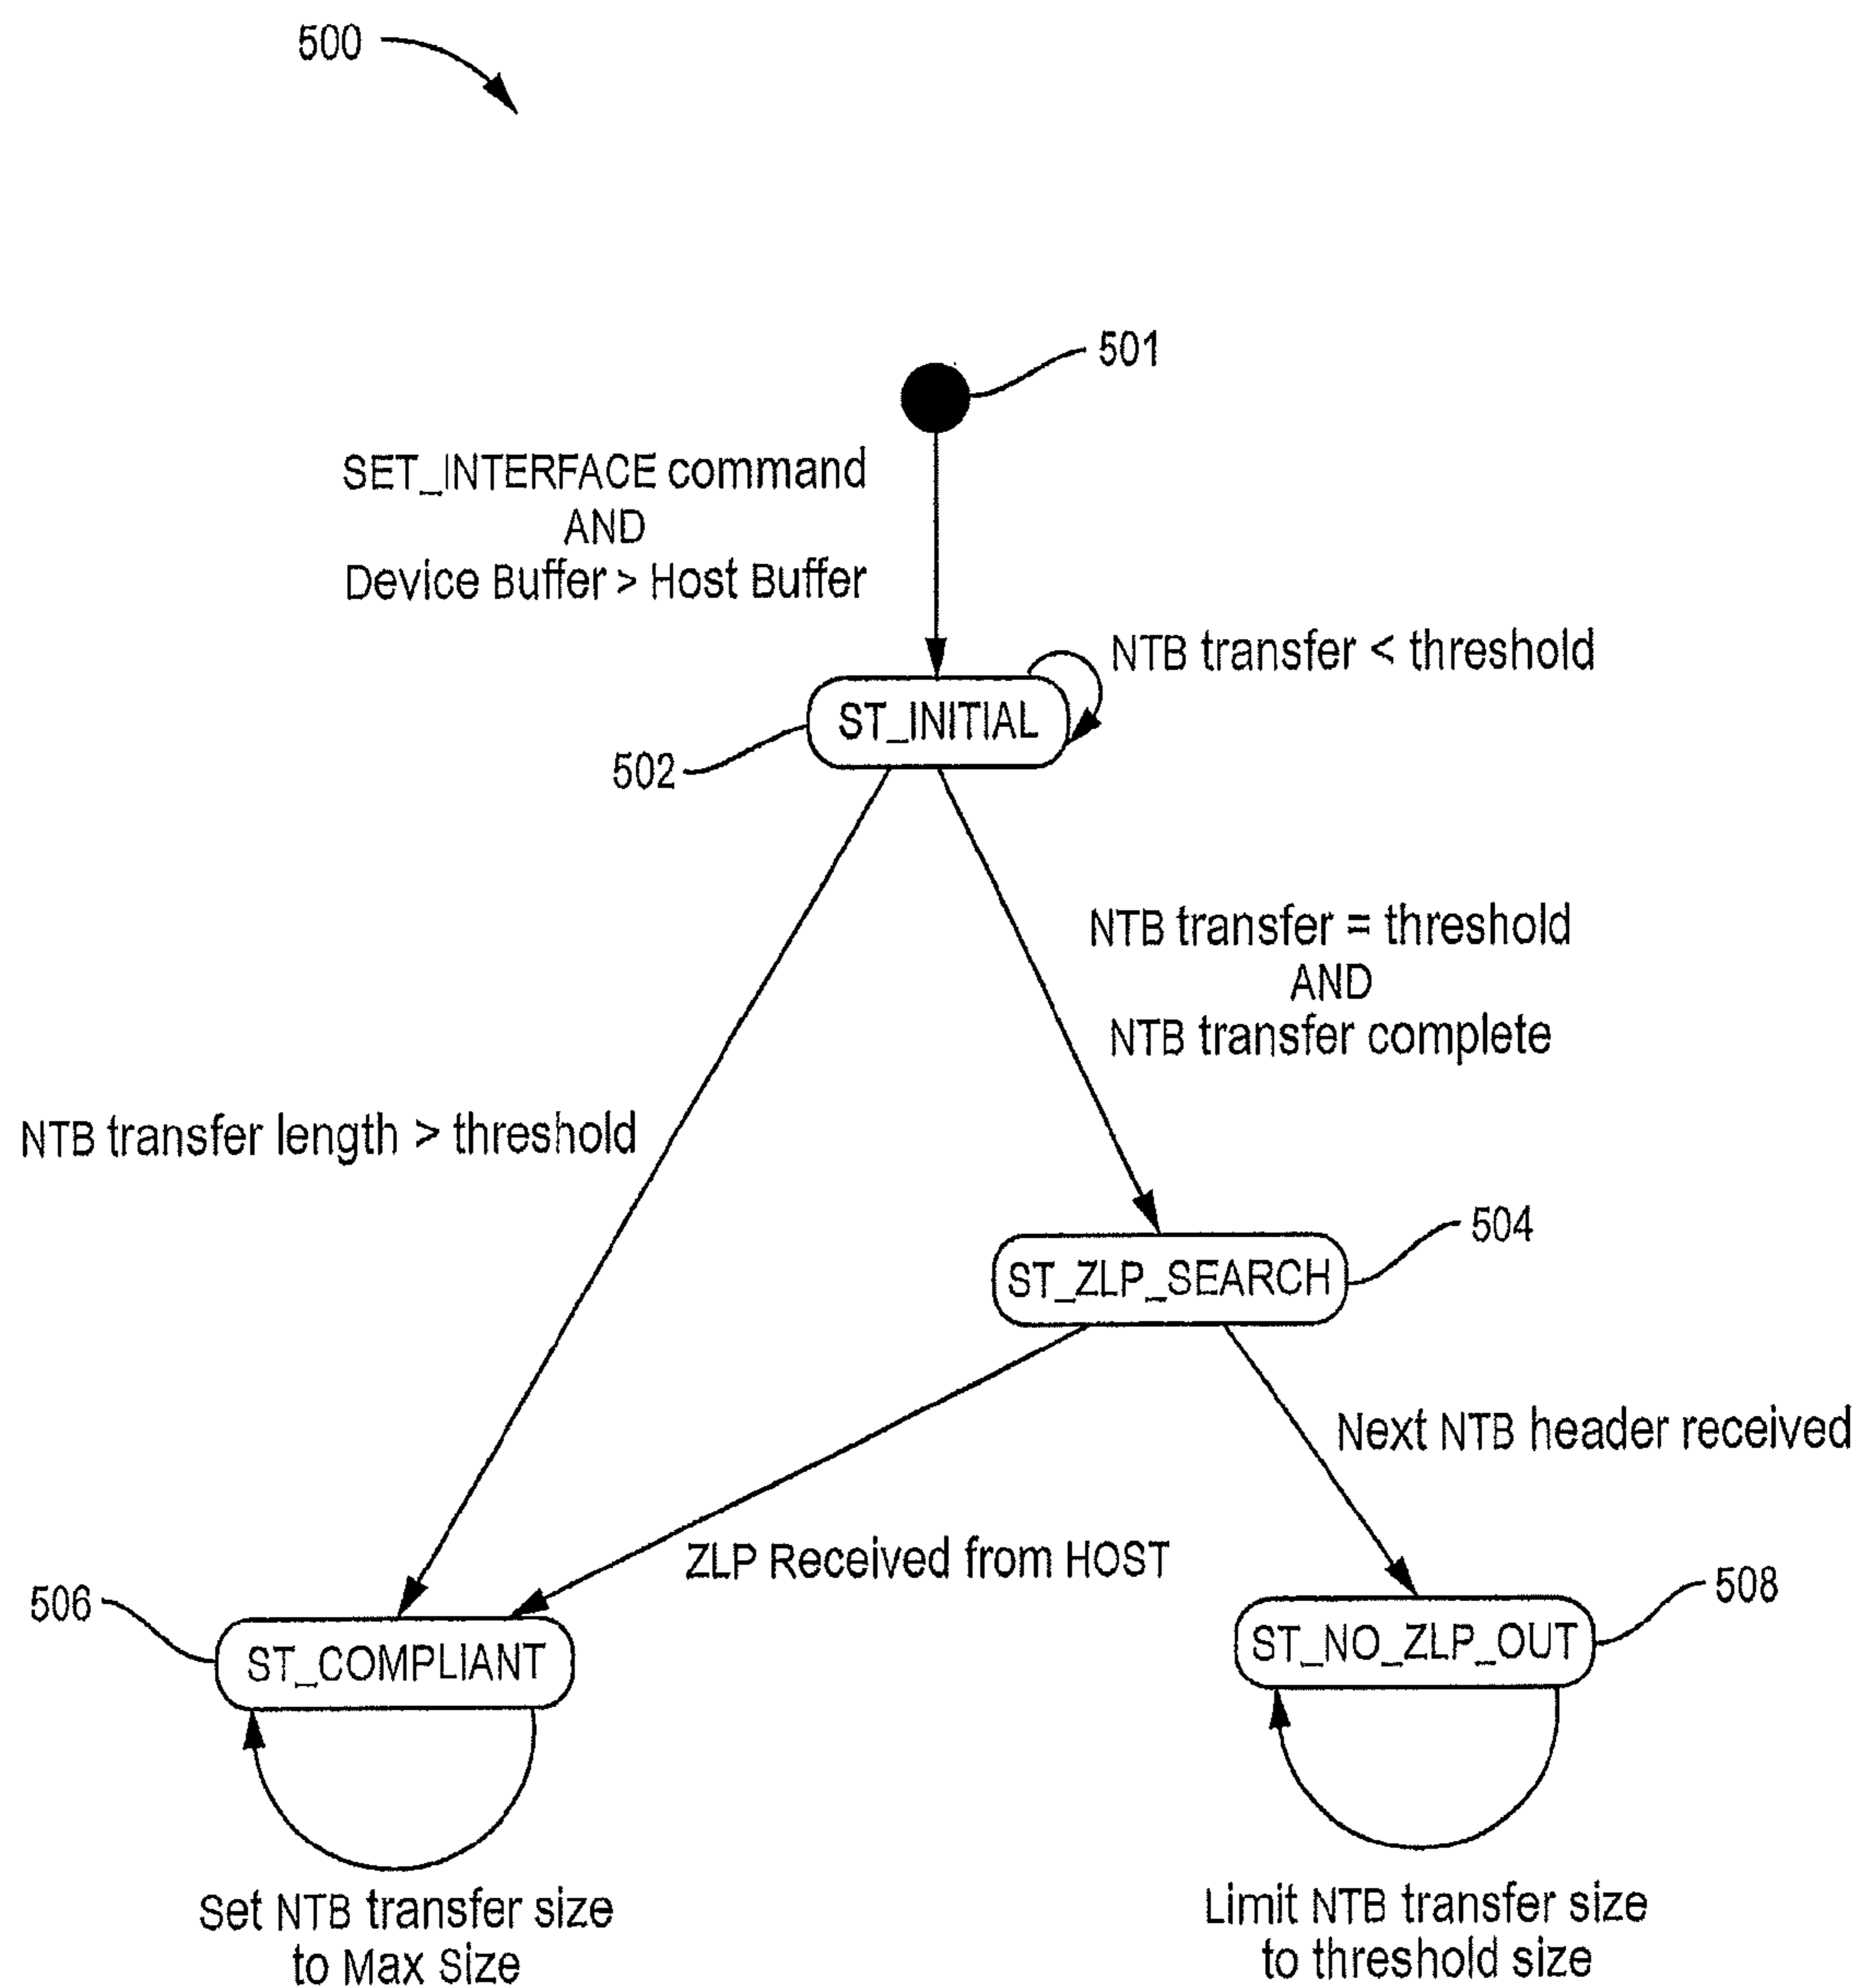 500
501
SET_INTERFACE command
AND
Device Buffer > Host Buffer
NTB transfer < threshold
ST_INITIAL
502
NTB transfer = threshold
AND
NTB transfer complete
NTB transfer length > threshold
504
ST_ZLP_SEARCH
Next NTB header received
ZLP Received from HOST
506
508
ST_COMPLIANT
ST_NO_ZLP_OUT
Set NTB transfer size
to Max Size
Limit NTB transfer size
to threshold size